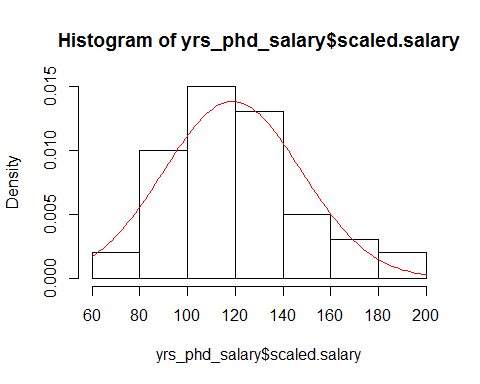 Histogram of yrs_phd_salary$scaled.salary
Density
0.015
0.010
0.005
0.000
60 80 100 120 140 160 180 200
yrs_phd_salary$scaled.salary